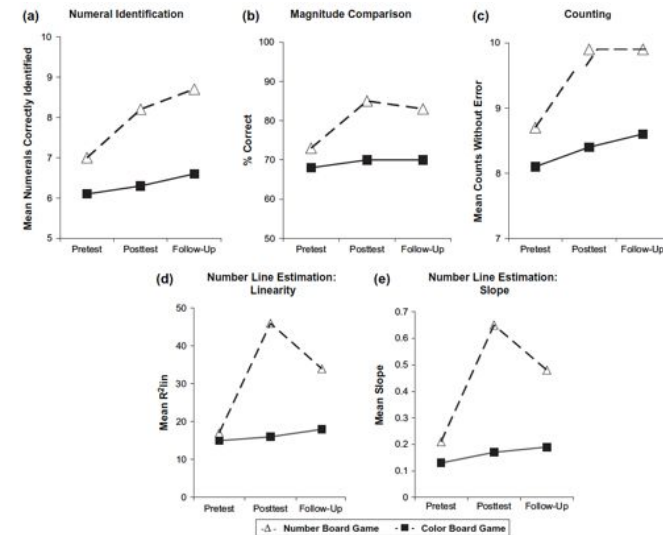 (a) Numeral Identification
Mean Numerals Correctly Identified
10
9
8
7
6
5
Pretest Posttest Follow-Up
(b) Magnitude Comparison
% Correct
100
90
80
70
60
50
Pretest Posttest Follow-Up
(c) Counting
Mean Counts Without Error
10
9
8
7
Pretest Posttest Follow-Up
(d) Number Line Estimation:
Linearity
Mean R²lin
50
40
30
20
10
0
Pretest Posttest Follow-Up
(e) Number Line Estimation:
Slope
Mean Slope
0.7
0.6
0.5
0.4
0.3
0.2
0.1
0
Pretest Posttest Follow-Up
Number Board Game Color Board Game